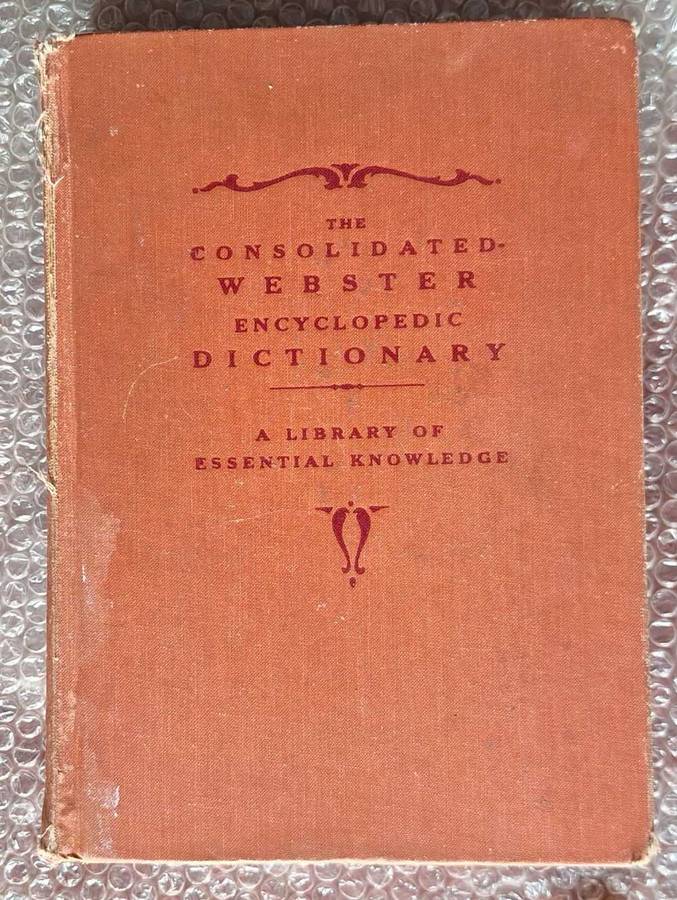 THE
CONSOLIDATED-
WEBSTER
ENCYCLOPEDIC
DICTIONARY
A LIBRARY OF
ESSENTIAL KNOWLEDGE